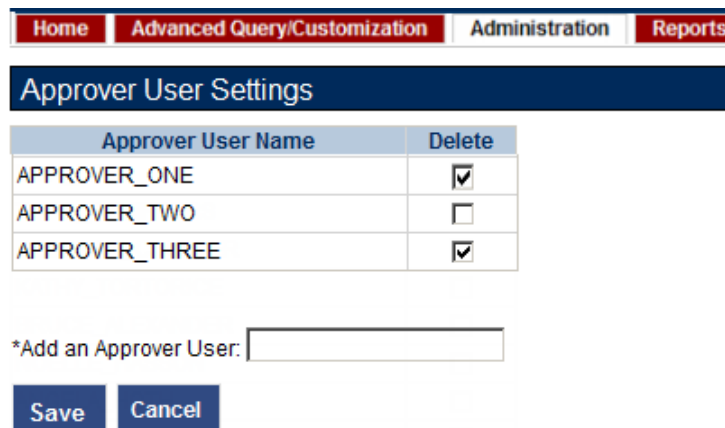 Home Advanced Query/Customization Administration Reports
Approver User Settings
Approver User Name Delete
APPROVER_ONE
APPROVER_TWO
APPROVER_THREE
*Add an Approver User:
Save Cancel